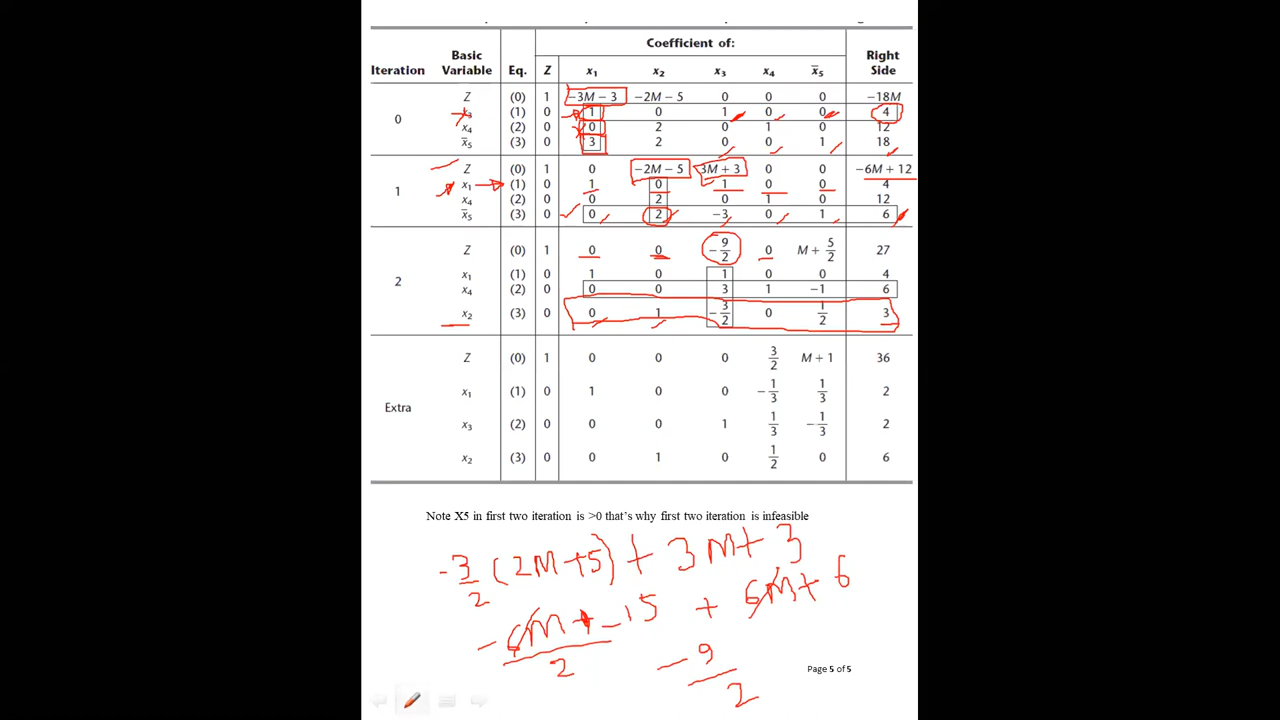 Coefficient of:
Iteration Basic Variable Eq. Z x₁ x₂ x₃ x₄ x̅₅ Right Side
Z (0) 1 −3M − 3 −2M − 5 0 0 0 −18M
0 x₃ (1) 0 1 0 1 0 0 4
x₄ (2) 0 0 2 0 1 0 12
x̅₅ (3) 0 3 2 0 0 1 18
Z (0) 1 0 −2M − 5 3M + 3 0 0 −6M + 12
1 x₁ (1) 0 1 0 1 0 0 4
x₄ (2) 0 0 2 0 1 0 12
x̅₅ (3) 0 0 2 −3 0 1 6
Z (0) 1 0 0 −9/2 0 M + 5/2 27
2 x₁ (1) 0 1 0 1 0 0 4
x₄ (2) 0 0 0 3 1 −1 6
x₂ (3) 0 0 1 −3/2 0 1/2 3
Z (0) 1 0 0 0 3/2 M + 1 36
Extra x₁ (1) 0 1 0 0 −1/3 1/3 2
x₃ (2) 0 0 0 1 1/3 −1/3 2
x₂ (3) 0 0 1 0 1/2 0 6
Note X5 in first two iteration is >0 that's why first two iteration is infeasible
-3/2 (2M+5) + 3M+3
-6M - 15 + 6M+6
2
-9/2
Page 5 of 5